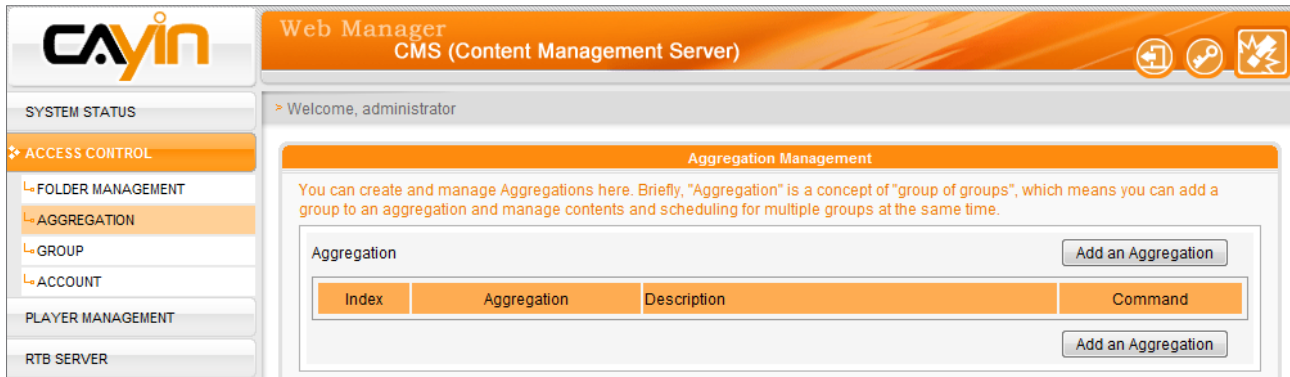 CAYIN
Web Manager
CMS (Content Management Server)
SYSTEM STATUS
> Welcome, administrator
ACCESS CONTROL
FOLDER MANAGEMENT
AGGREGATION
GROUP
ACCOUNT
PLAYER MANAGEMENT
RTB SERVER
Aggregation Management
You can create and manage Aggregations here. Briefly, "Aggregation" is a concept of "group of groups", which means you can add a
group to an aggregation and manage contents and scheduling for multiple groups at the same time.
Aggregation
Add an Aggregation
Index Aggregation Description Command
Add an Aggregation